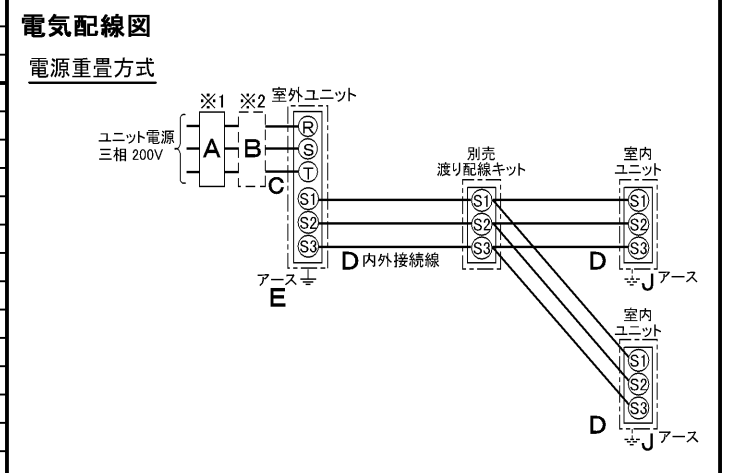 電気配線図
電源重畳方式
※1 ※2 室外ユニット
ユニット電源
三相 200V
A
B
R
S
T
C
S1
S2
S3
アース
E
D 内外接続線
別売
渡り配線キット
S1
S2
S3
室内
ユニット
S1
S2
S3
D
J アース
室内
ユニット
S1
S2
S3
D
J アース